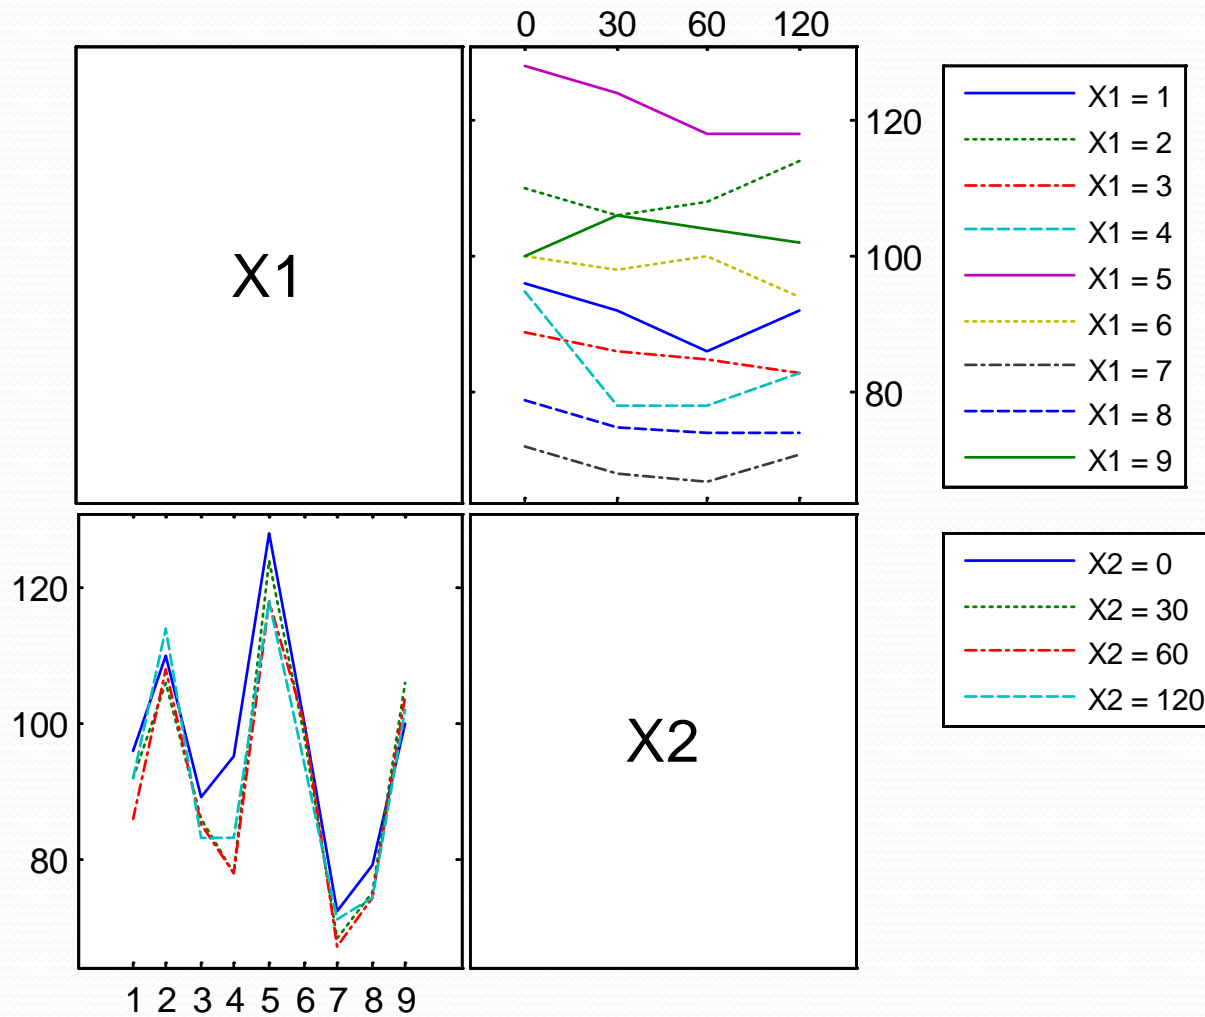 0 30 60 120
X1
120
100
80
X1 = 1
X1 = 2
X1 = 3
X1 = 4
X1 = 5
X1 = 6
X1 = 7
X1 = 8
X1 = 9
120
100
80
X2
X2 = 0
X2 = 30
X2 = 60
X2 = 120
1 2 3 4 5 6 7 8 9